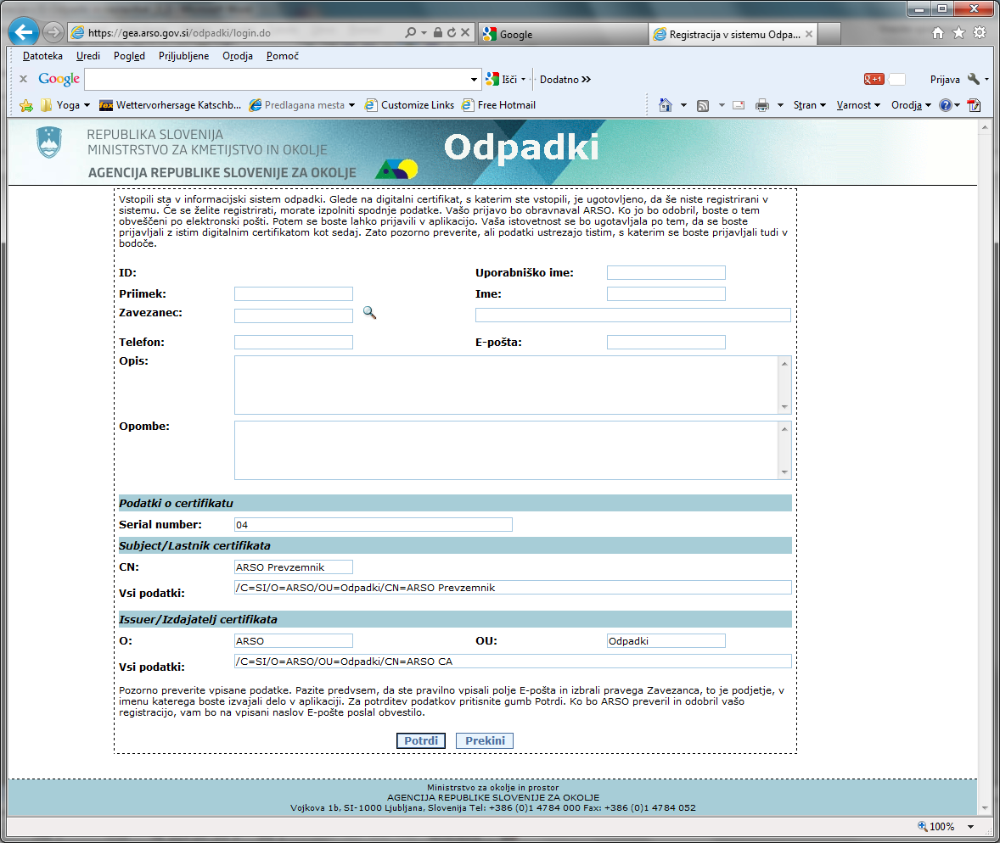 https://gea.arso.gov.si/odpadki/login.do
Google
Registracija v sistemu Odpa...
Datoteka Uredi Pogled Priljubljene Orodja Pomoč
x Google Išči Dodatno >> +1 Prijava
Yoga Wettervorhersage Katschb... Predlagana mesta Customize Links Free Hotmail Stran Varnost Orodja
REPUBLIKA SLOVENIJA
MINISTRSTVO ZA KMETIJSTVO IN OKOLJE
AGENCIJA REPUBLIKE SLOVENIJE ZA OKOLJE
Odpadki
Vstopili sta v informacijski sistem odpadki. Glede na digitalni certifikat, s katerim ste vstopili, je ugotovljeno, da še niste registrirani v
sistemu. Če se želite registrirati, morate izpolniti spodnje podatke. Vašo prijavo bo obravnaval ARSO. Ko jo bo odobril, boste o tem
obveščeni po elektronski pošti. Potem se boste lahko prijavili v aplikacijo. Vaša istovetnost se bo ugotavljala po tem, da se boste
prijavljali z istim digitalnim certifikatom kot sedaj. Zato pozorno preverite, ali podatki ustrezajo tistim, s katerim se boste prijavljali tudi v
bodoče.
ID: Uporabniško ime:
Priimek: Ime:
Zavezanec:
Telefon: E-pošta:
Opis:
Opombe:
Podatki o certifikatu
Serial number: 04
Subject/Lastnik certifikata
CN: ARSO Prevzemnik
Vsi podatki: /C=SI/O=ARSO/OU=Odpadki/CN=ARSO Prevzemnik
Issuer/Izdajatelj certifikata
O: ARSO OU: Odpadki
Vsi podatki: /C=SI/O=ARSO/OU=Odpadki/CN=ARSO CA
Pozorno preverite vpisane podatke. Pazite predvsem, da ste pravilno vpisali polje E-pošta in izbrali pravega Zavezanca, to je podjetje, v
imenu katerega boste izvajali delo v aplikaciji. Za potrditev podatkov pritisnite gumb Potrdi. Ko bo ARSO preveril in odobril vašo
registracijo, vam bo na vpisani naslov E-pošte poslal obvestilo.
Potrdi Prekini
Ministrstvo za okolje in prostor
AGENCIJA REPUBLIKE SLOVENIJE ZA OKOLJE
Vojkova 1b, SI-1000 Ljubljana, Slovenija Tel: +386 (0)1 4784 000 Fax: +386 (0)1 4784 052
100%